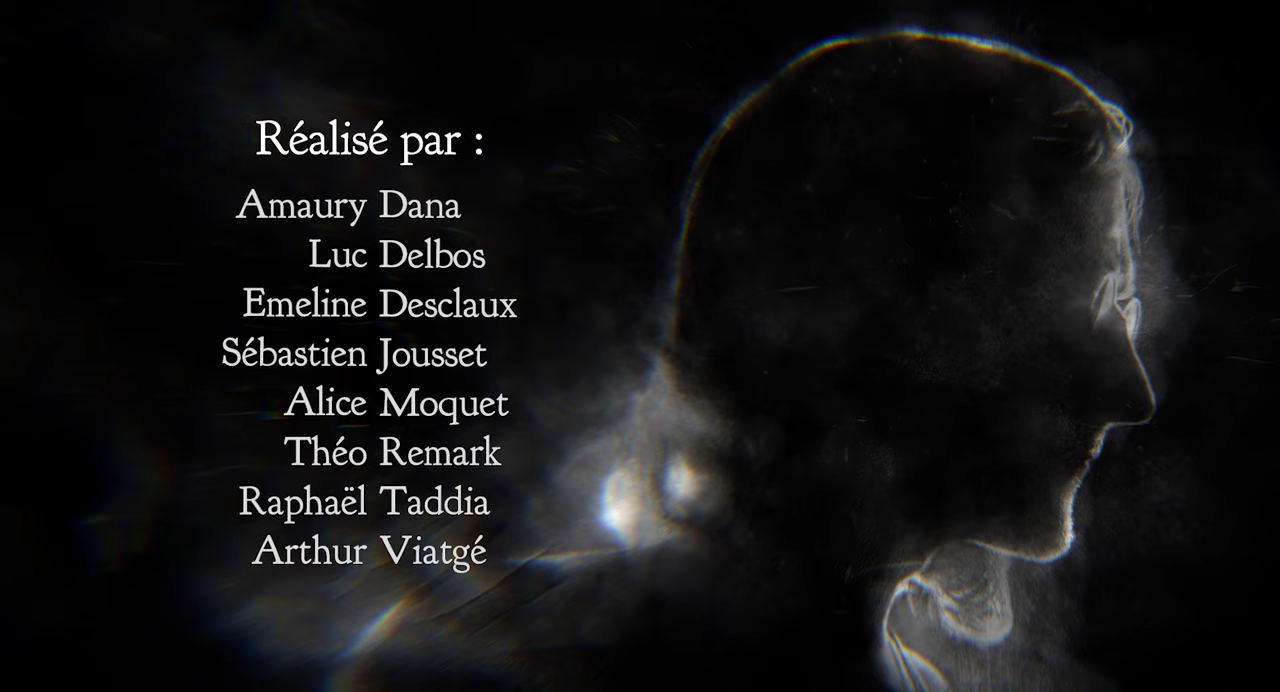 Réalisé par :
Amaury Dana
Luc Delbos
Emeline Desclaux
Sébastien Jousset
Alice Moquet
Théo Remark
Raphaël Taddia
Arthur Viatgé